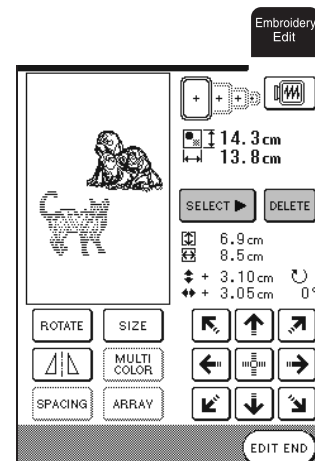 Embroidery
Edit
14.3cm
13.8cm
SELECT ▶ DELETE
6.9cm
8.5cm
+ 3.10cm
+ 3.05cm 0°
ROTATE SIZE
MULTI
COLOR
SPACING ARRAY
EDIT END